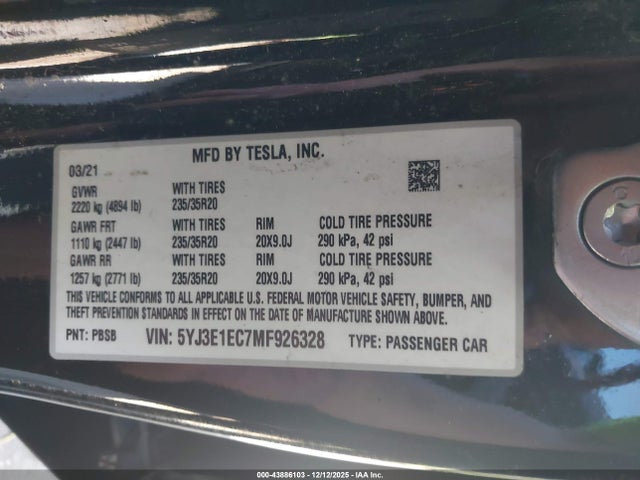 MFD BY TESLA, INC.
03/21
GVWR WITH TIRES
2220 kg (4894 lb) 235/35R20
GAWR FRT WITH TIRES RIM COLD TIRE PRESSURE
1110 kg (2447 lb) 235/35R20 20X9.0J 290 kPa, 42 psi
GAWR RR WITH TIRES RIM COLD TIRE PRESSURE
1257 kg (2771 lb) 235/35R20 20X9.0J 290 kPa, 42 psi
THIS VEHICLE CONFORMS TO ALL APPLICABLE U.S. FEDERAL MOTOR VEHICLE SAFETY, BUMPER, AND
THEFT PREVENTION STANDARDS IN EFFECT ON THE DATE OF MANUFACTURE SHOWN ABOVE.
PNT: PBSB VIN: 5YJ3E1EC7MF926328 TYPE: PASSENGER CAR
000-43886103 - 12/12/2025 - IAA Inc.